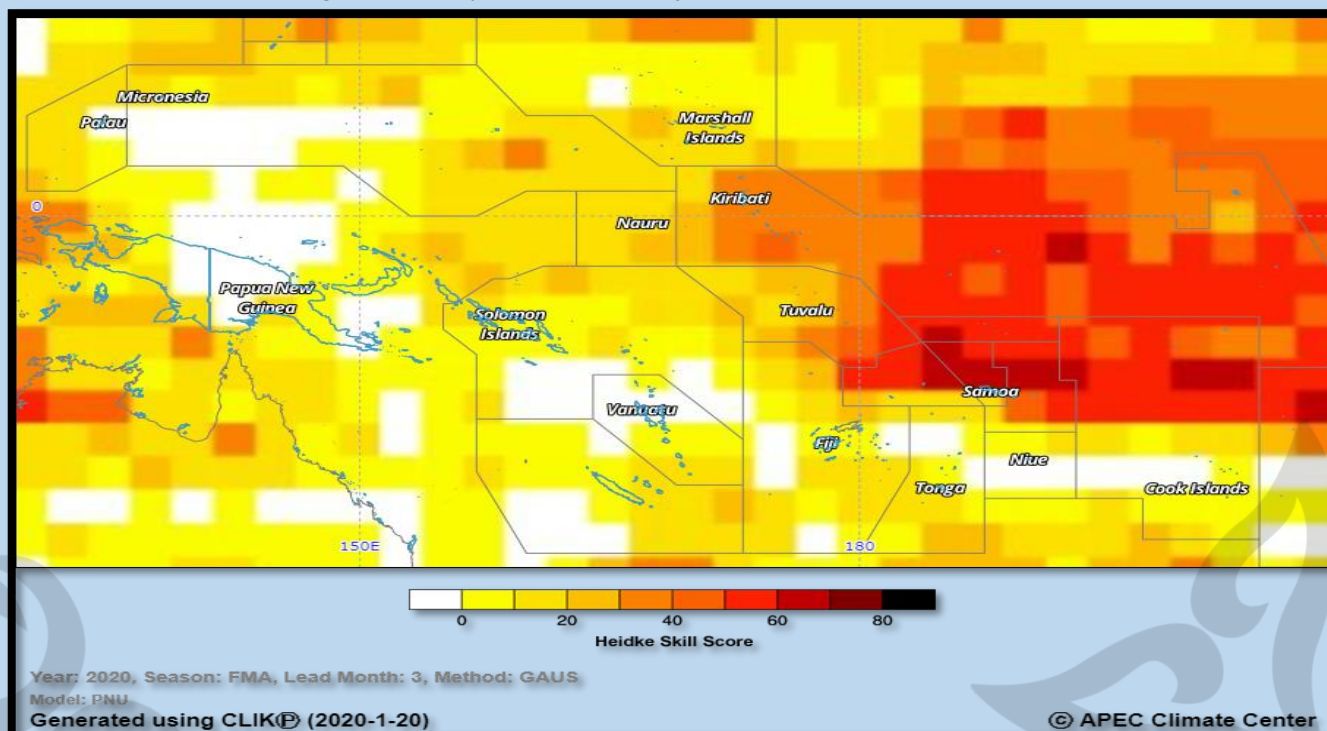 Micronesia
Palau
Marshall
Islands
Kiribati
0
Nauru
Papua New
Guinea
Solomon
Islands
Tuvalu
Samoa
Vanuatu
Fiji
Niue
Tonga
Cook Islands
150E
180
0
20
40
60
80
Heidke Skill Score
Year: 2020, Season: FMA, Lead Month: 3, Method: GAUS
Model: PNU
Generated using CLIKⓅ (2020-1-20)
© APEC Climate Center